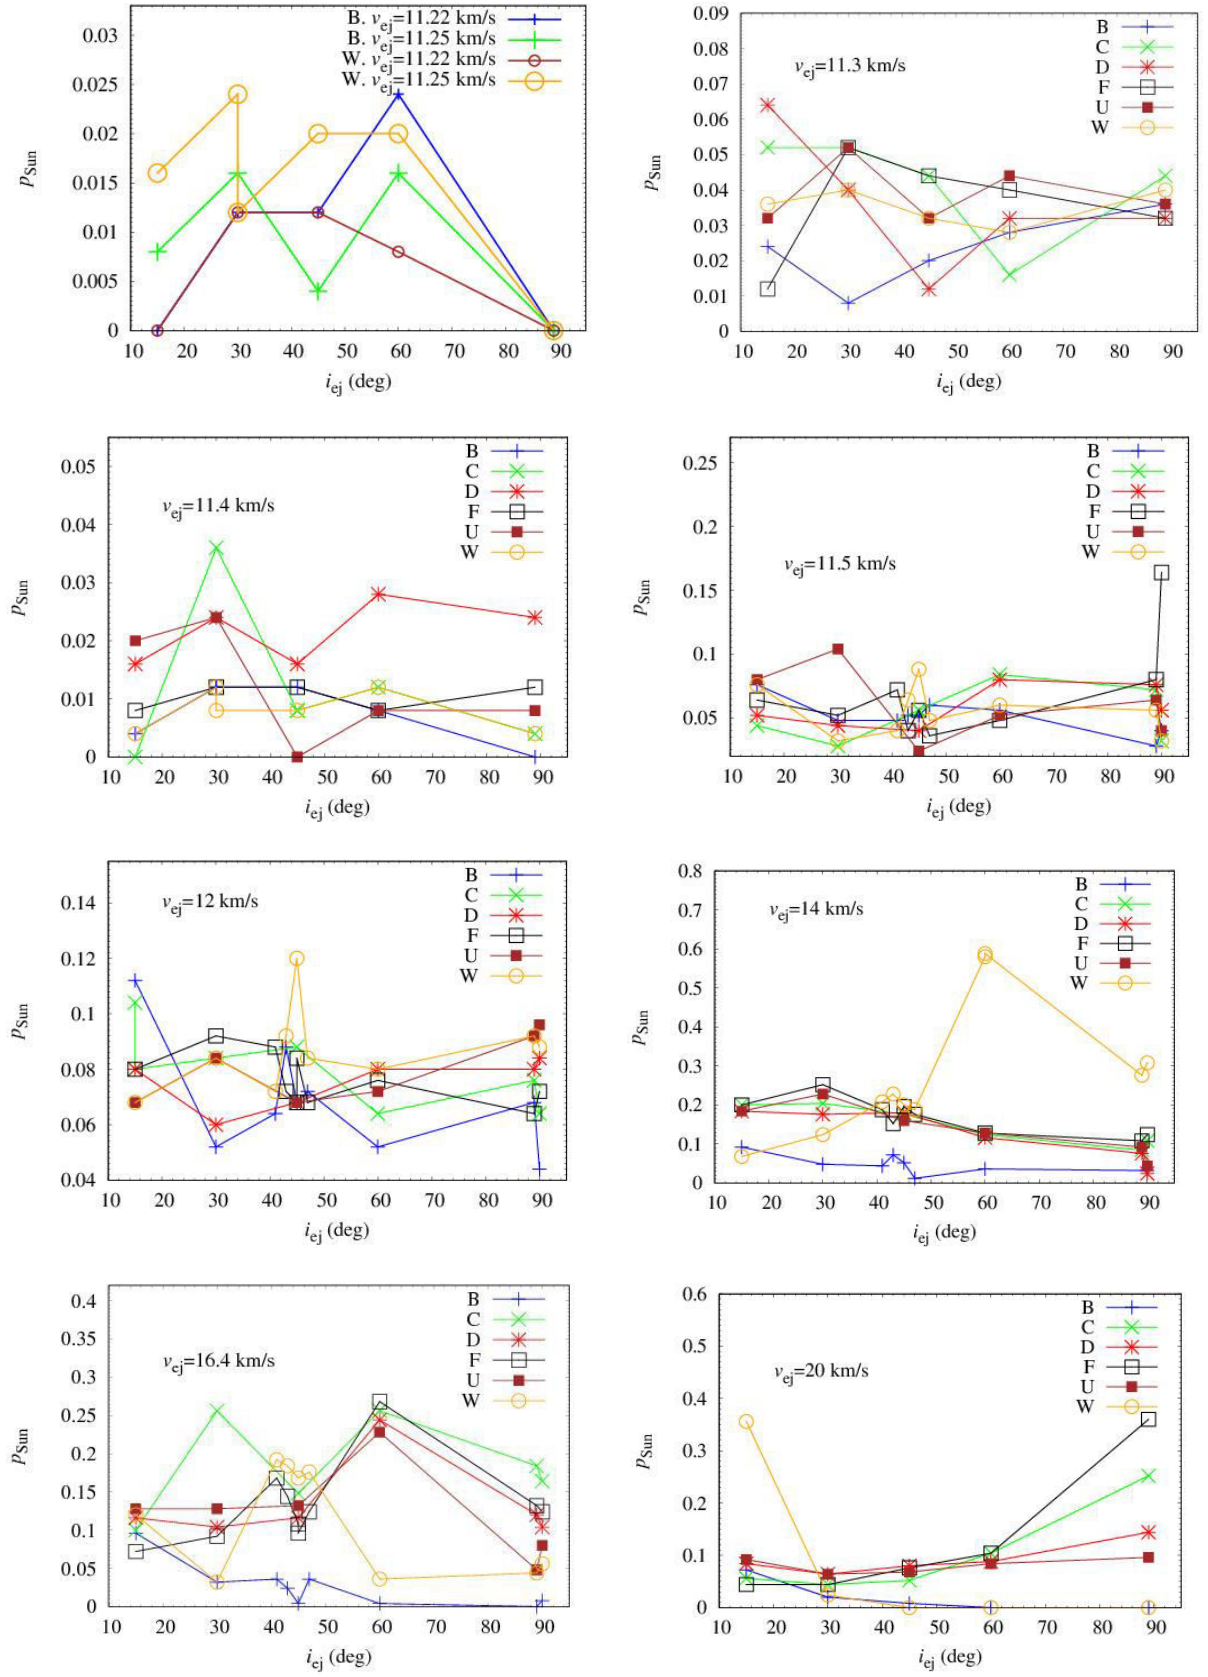 B. vej=11.22 km/s
B. vej=11.25 km/s
W. vej=11.22 km/s
W. vej=11.25 km/s
0.03
0.025
0.02
0.015
0.01
0.005
0
10 20 30 40 50 60 70 80 90
pSun
iej (deg)
B
C
D
F
U
W
vej=11.3 km/s
0.09
0.08
0.07
0.06
0.05
0.04
0.03
0.02
0.01
0
10 20 30 40 50 60 70 80 90
pSun
iej (deg)
B
C
D
F
U
W
vej=11.4 km/s
0.05
0.04
0.03
0.02
0.01
0
10 20 30 40 50 60 70 80 90
pSun
iej (deg)
B
C
D
F
U
W
vej=11.5 km/s
0.25
0.2
0.15
0.1
0.05
10 20 30 40 50 60 70 80 90
pSun
iej (deg)
B
C
D
F
U
W
vej=12 km/s
0.14
0.12
0.1
0.08
0.06
0.04
10 20 30 40 50 60 70 80 90
pSun
iej (deg)
B
C
D
F
U
W
vej=14 km/s
0.8
0.7
0.6
0.5
0.4
0.3
0.2
0.1
0
10 20 30 40 50 60 70 80 90
pSun
iej (deg)
B
C
D
F
U
W
vej=16.4 km/s
0.4
0.35
0.3
0.25
0.2
0.15
0.1
0.05
0
10 20 30 40 50 60 70 80 90
pSun
iej (deg)
B
C
D
F
U
W
vej=20 km/s
0.6
0.5
0.4
0.3
0.2
0.1
0
10 20 30 40 50 60 70 80 90
pSun
iej (deg)